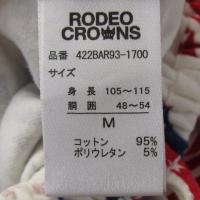 RODEO
CROWNS
品番 422BAR93-1700
サイズ
身長 105～115
胴囲 48～54
M
コットン 95%
ポリウレタン 5%